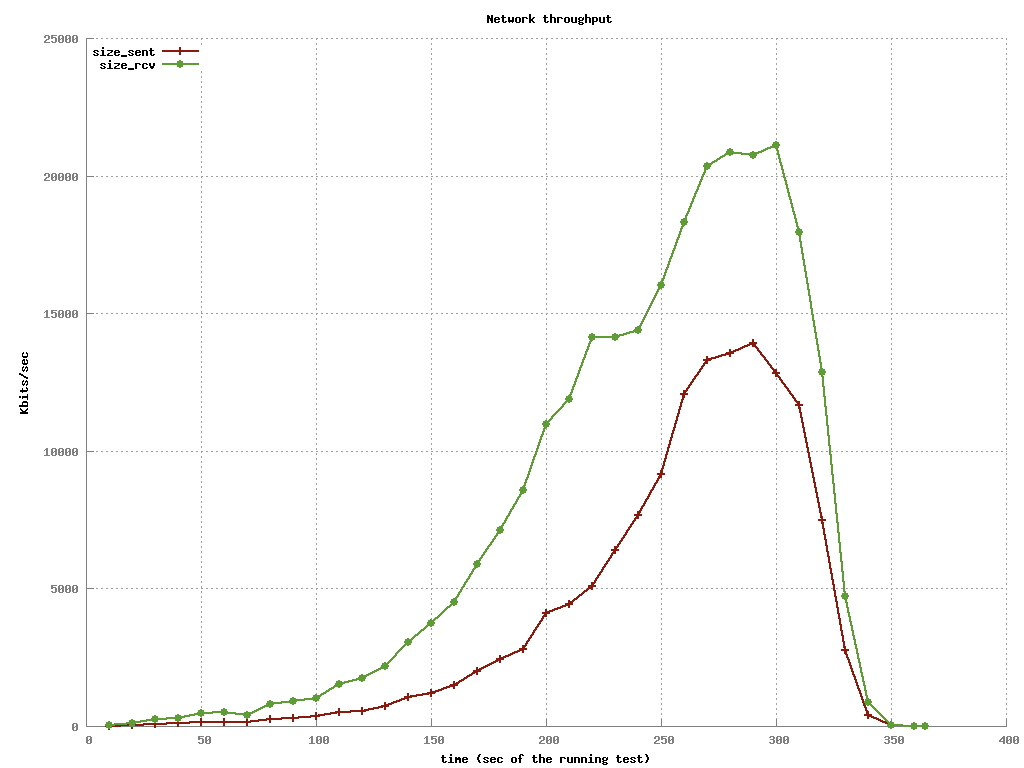 Network throughput
25000
size_sent
size_rcv
20000
15000
Kbits/sec
10000
5000
0
0 50 100 150 200 250 300 350 400
time (sec of the running test)